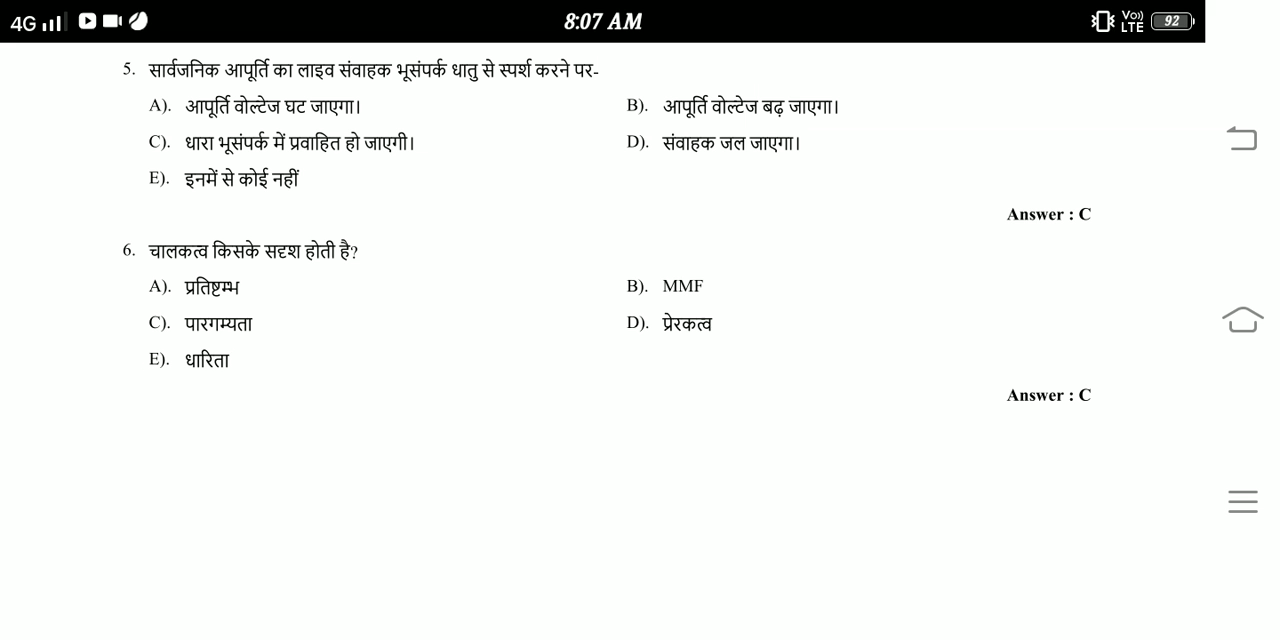 4G 8:07 AM Vo) LTE 92
5. सार्वजनिक आपूर्ति का लाइव संवाहक भूसंपर्क धातु से स्पर्श करने पर-
A). आपूर्ति वोल्टेज घट जाएगा। B). आपूर्ति वोल्टेज बढ़ जाएगा।
C). धारा भूसंपर्क में प्रवाहित हो जाएगी। D). संवाहक जल जाएगा।
E). इनमें से कोई नहीं
Answer : C
6. चालकत्व किसके सदृश होती है?
A). प्रतिष्टम्भ B). MMF
C). पारगम्यता D). प्रेरकत्व
E). धारिता
Answer : C